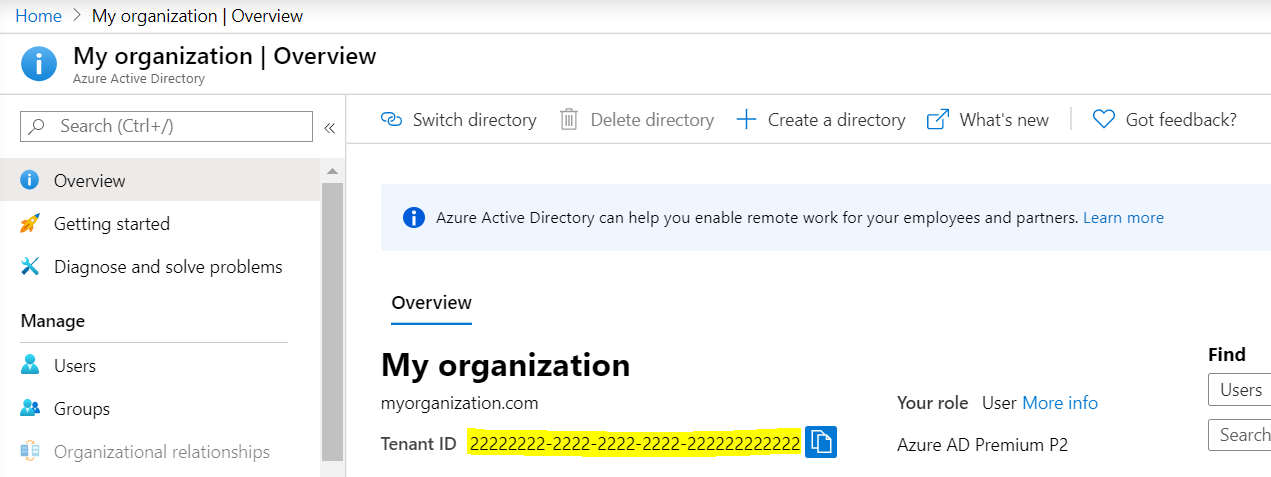 Home > My organization | Overview
My organization | Overview
Azure Active Directory
Search (Ctrl+/)
«
Overview
Getting started
Diagnose and solve problems
Manage
Users
Groups
Organizational relationships
Switch directory
Delete directory
Create a directory
What's new
Got feedback?
Azure Active Directory can help you enable remote work for your employees and partners. Learn more
Overview
My organization
myorganization.com
Tenant ID 22222222-2222-2222-2222-222222222222
Your role User More info
Azure AD Premium P2
Find
Users
Search